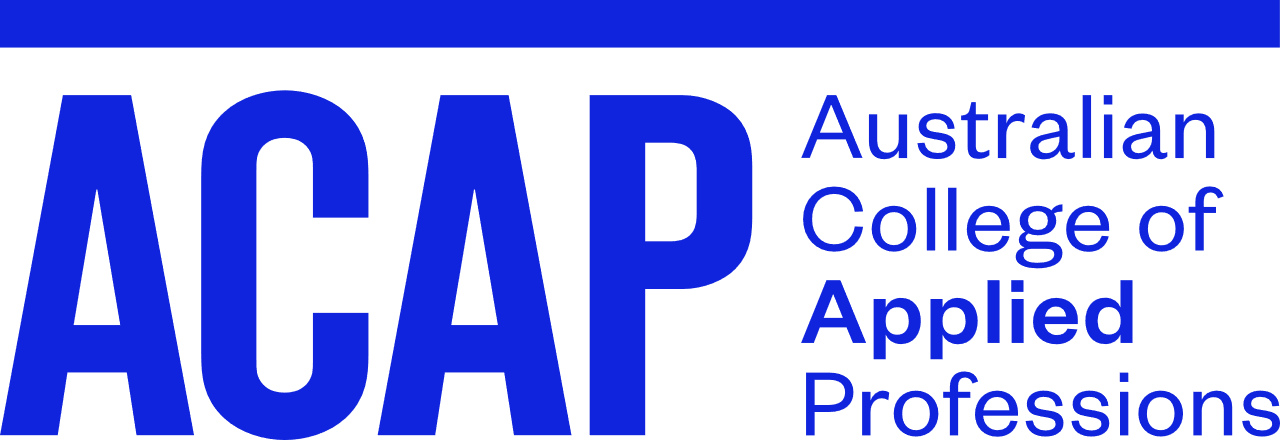 ACAP
Australian
College of
Applied
Professions